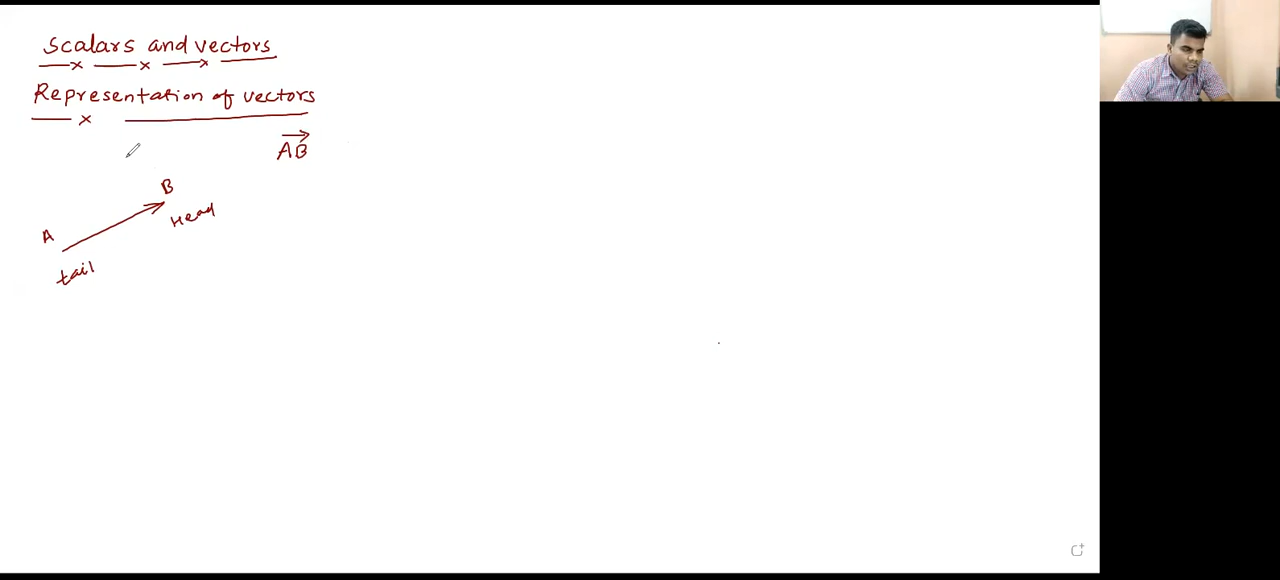 Scalars and vectors
Representation of vectors
AB
B
Head
A
tail